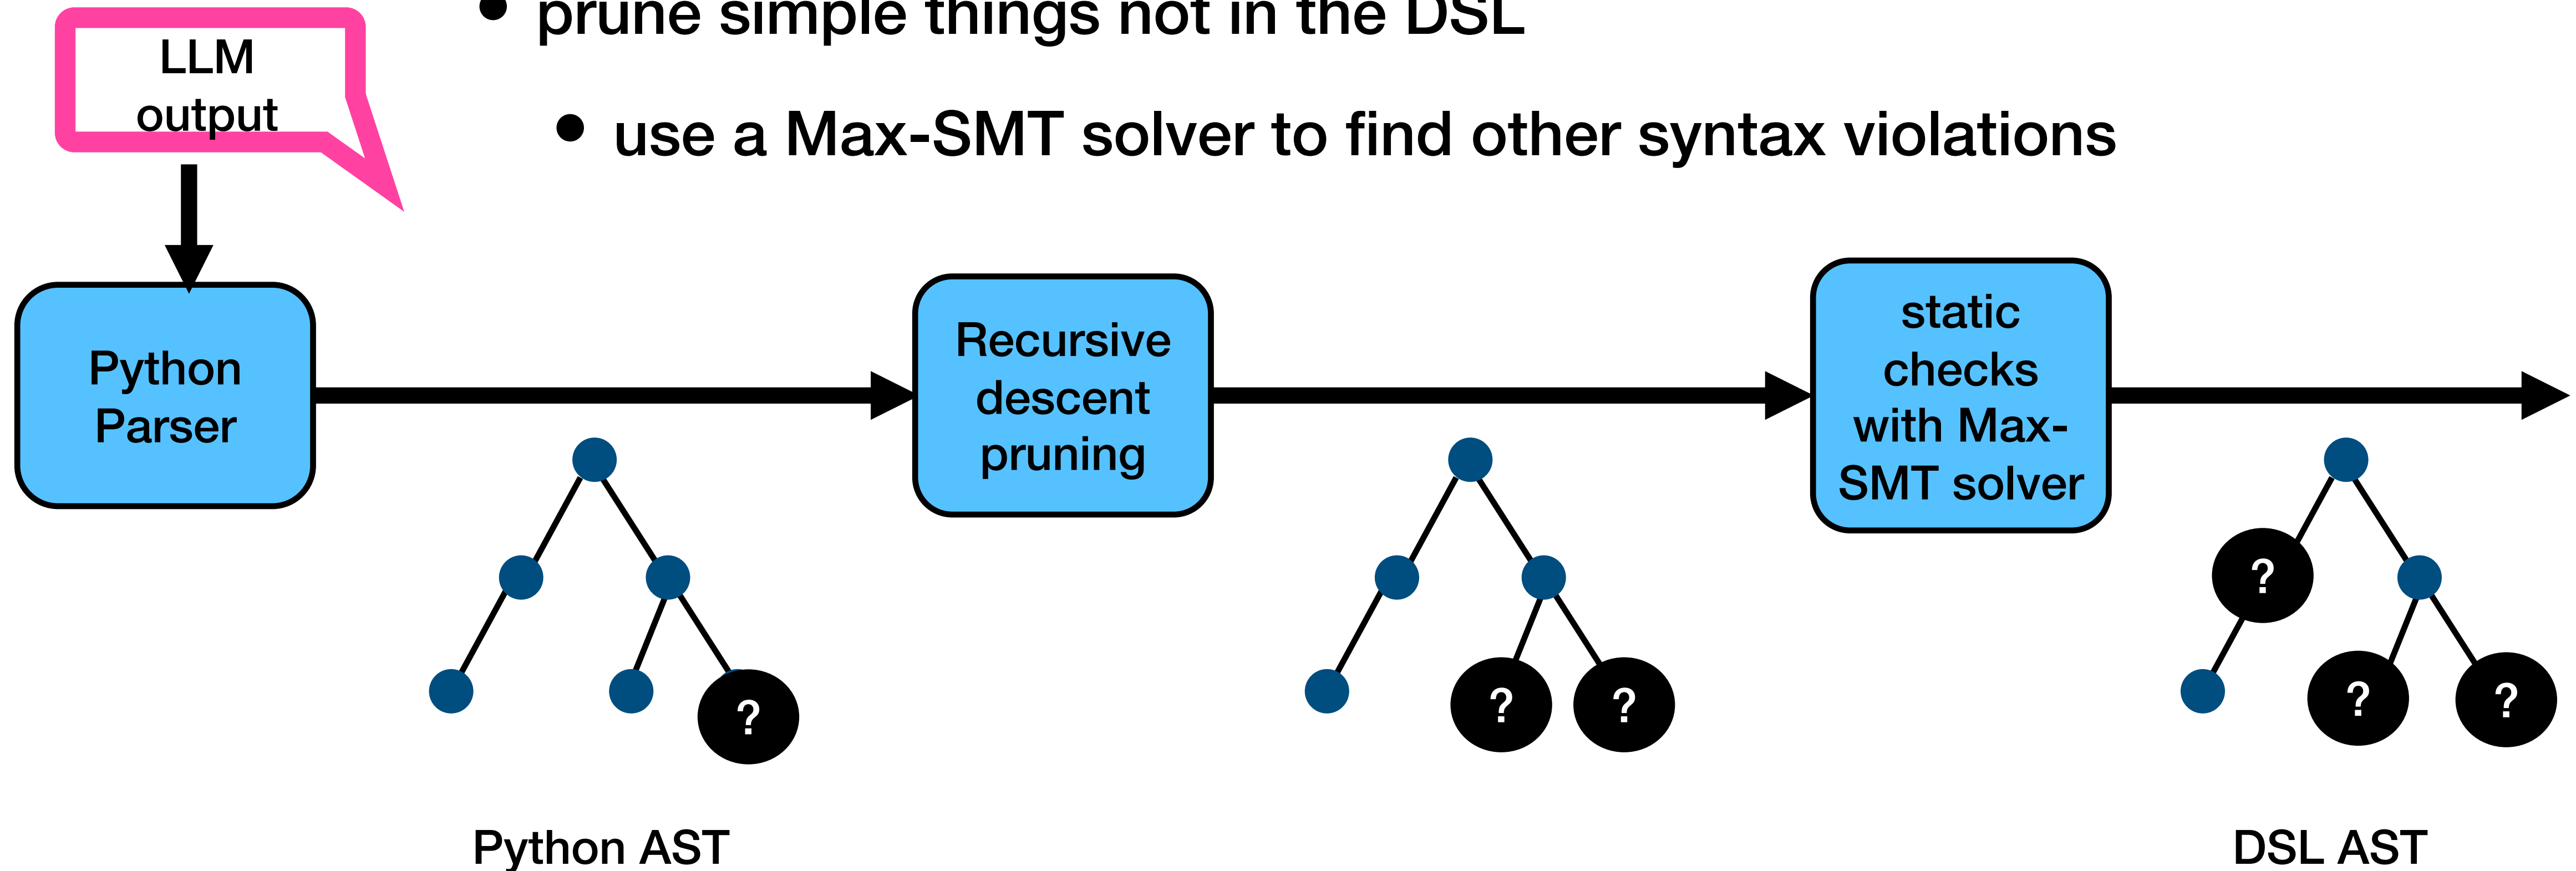 • prune simple things not in the DSL
• use a Max-SMT solver to find other syntax violations
LLM
output
Python
Parser
Recursive
descent
pruning
static
checks
with Max-
SMT solver
?
? ?
?
? ?
Python AST
DSL AST